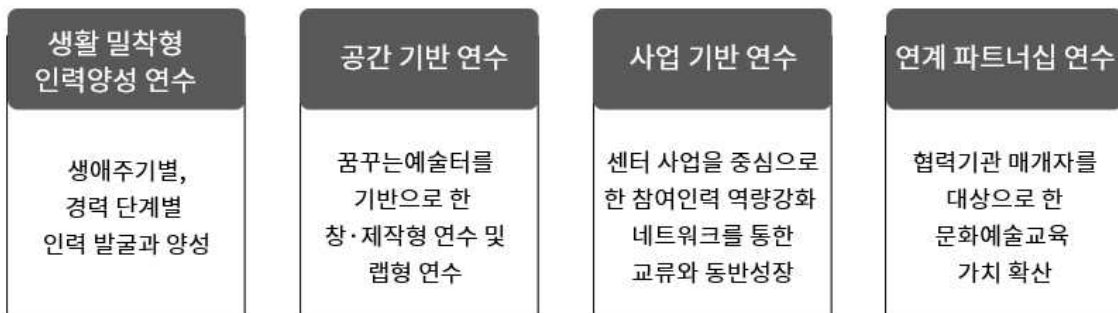 생활 밀착형
인력양성 연수
생애주기별,
경력 단계별
인력 발굴과 양성
공간 기반 연수
꿈꾸는예술터를
기반으로 한
창·제작형 연수 및
랩형 연수
사업 기반 연수
센터 사업을 중심으로
한 참여인력 역량강화
네트워크를 통한
교류와 동반성장
연계 파트너십 연수
협력기관 매개자를
대상으로 한
문화예술교육
가치 확산